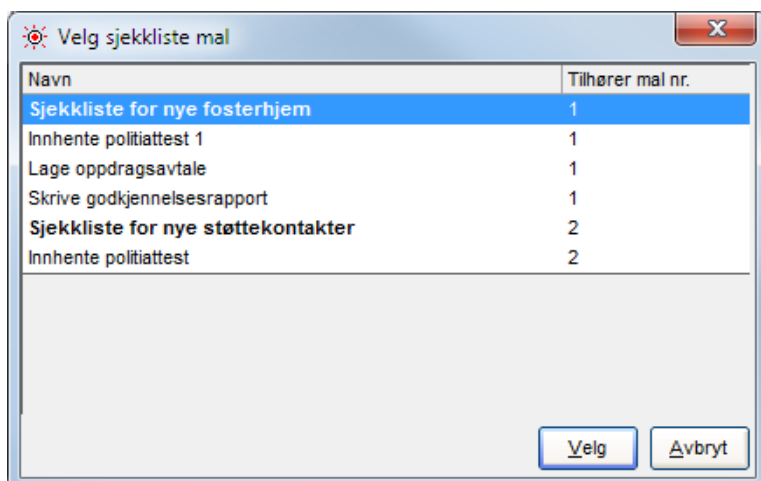 Velg sjekkliste mal
Navn Tilhører mal nr.
Sjekkliste for nye fosterhjem 1
Innhente politiattest 1 1
Lage oppdragsavtale 1
Skrive godkjennelsesrapport 1
Sjekkliste for nye støttekontakter 2
Innhente politiattest 2
Velg Avbryt